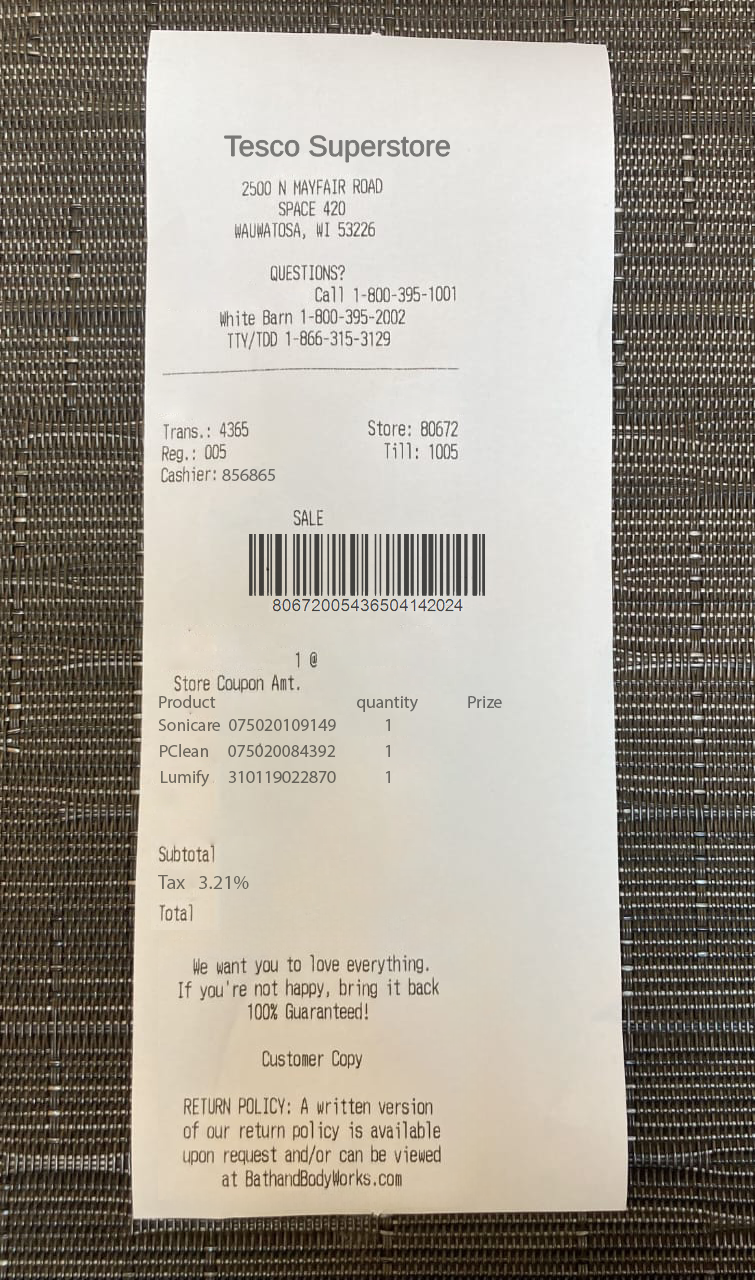 Tesco Superstore
2500 N MAYFAIR ROAD
SPACE 420
WAUWATOSA, WI 53226
QUESTIONS?
Call 1-800-395-1001
White Barn 1-800-395-2002
TTY/TDD 1-866-315-3129
Trans.: 4365 Store: 80672
Reg.: 005 Till: 1005
Cashier: 856865
SALE
80672005436504142024
1 @
Store Coupon Amt.
Product quantity Prize
Sonicare 075020109149 1
PClean 075020084392 1
Lumify 310119022870 1
Subtotal
Tax 3.21%
Total
We want you to love everything.
If you're not happy, bring it back
100% Guaranteed!
Customer Copy
RETURN POLICY: A written version
of our return policy is available
upon request and/or can be viewed
at BathandBodyWorks.com